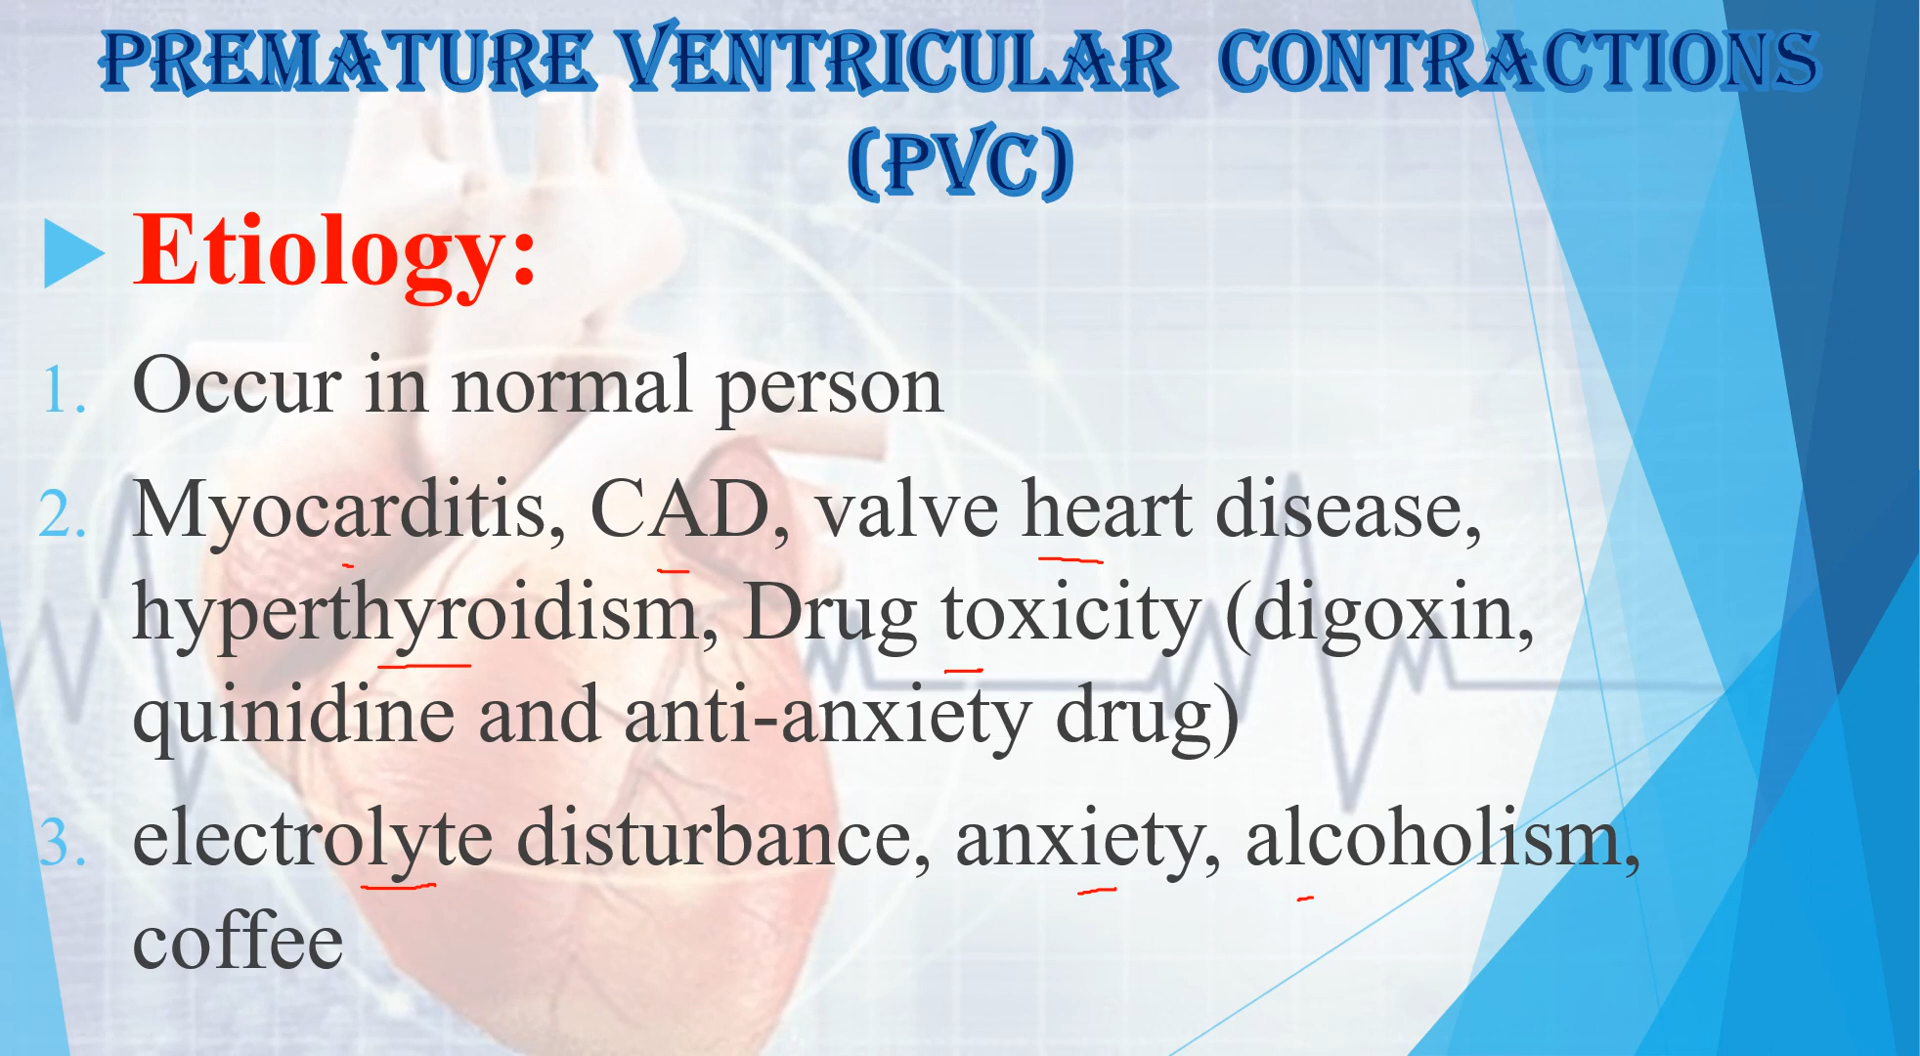 PREMATURE VENTRICULAR CONTRACTIONS
(PVC)
Etiology:
1. Occur in normal person
2. Myocarditis, CAD, valve heart disease,
hyperthyroidism, Drug toxicity (digoxin,
quinidine and anti-anxiety drug)
3. electrolyte disturbance, anxiety, alcoholism,
coffee